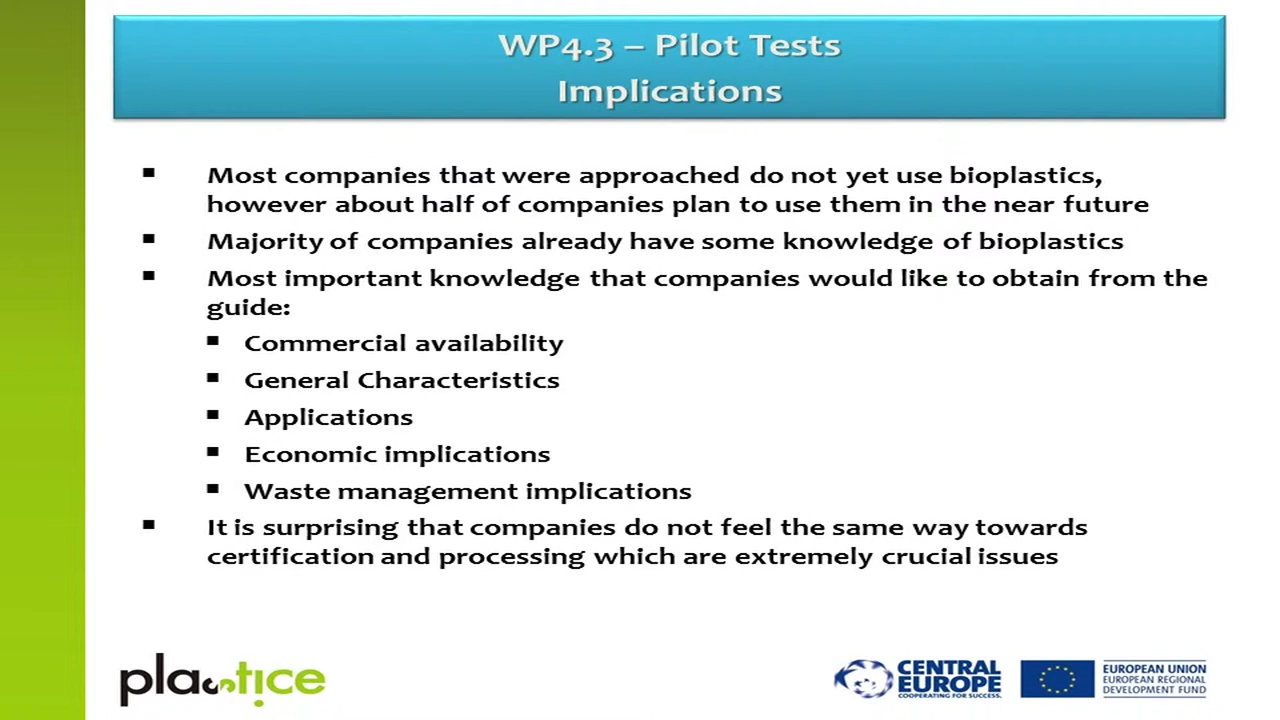 WP4.3 – Pilot Tests
Implications
▪ Most companies that were approached do not yet use bioplastics,
however about half of companies plan to use them in the near future
▪ Majority of companies already have some knowledge of bioplastics
▪ Most important knowledge that companies would like to obtain from the
guide:
▪ Commercial availability
▪ General Characteristics
▪ Applications
▪ Economic implications
▪ Waste management implications
▪ It is surprising that companies do not feel the same way towards
certification and processing which are extremely crucial issues
plastice
CENTRAL
EUROPE
COOPERATING FOR SUCCESS.
EUROPEAN UNION
EUROPEAN REGIONAL
DEVELOPMENT FUND